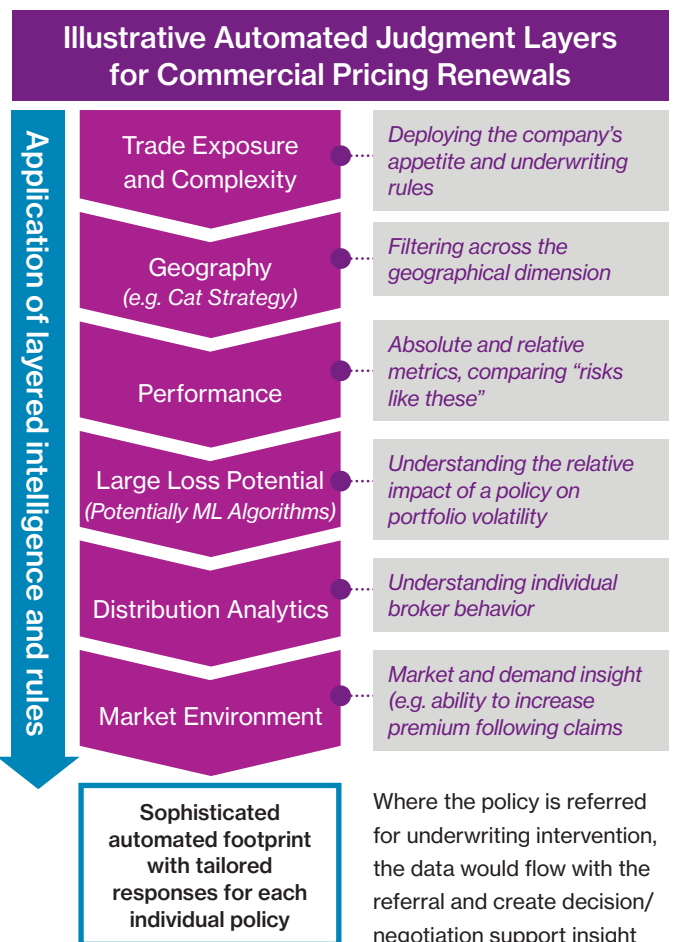 Illustrative Automated Judgment Layers
for Commercial Pricing Renewals
Application of layered intelligence and rules
Trade Exposure
and Complexity
Deploying the company’s
appetite and underwriting
rules
Geography
(e.g. Cat Strategy)
Filtering across the
geographical dimension
Performance
Absolute and relative
metrics, comparing “risks
like these”
Large Loss Potential
(Potentially ML Algorithms)
Understanding the relative
impact of a policy on
portfolio volatility
Distribution Analytics
Understanding individual
broker behavior
Market Environment
Market and demand insight
(e.g. ability to increase
premium following claims
Sophisticated
automated footprint
with tailored
responses for each
individual policy
Where the policy is referred
for underwriting intervention,
the data would flow with the
referral and create decision/
negotiation support insight